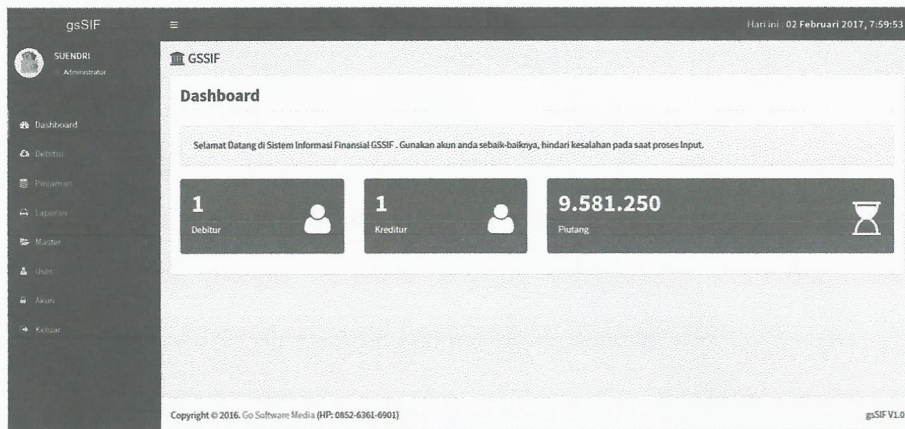 gsSIF
Hari ini : 02 Februari 2017, 7:59:53
SUENDRI
Administrator
GSSIF
Dashboard
Dashboard
Debitur
Pinjaman
Laporan
Master
User
Akun
Keluar
Selamat Datang di Sistem Informasi Finansial GSSIF . Gunakan akun anda sebaik-baiknya, hindari kesalahan pada saat proses Input.
1
Debitur
1
Kreditur
9.581.250
Piutang
Copyright © 2016. Go Software Media (HP: 0852-6361-6901)
gsSIF V1.0